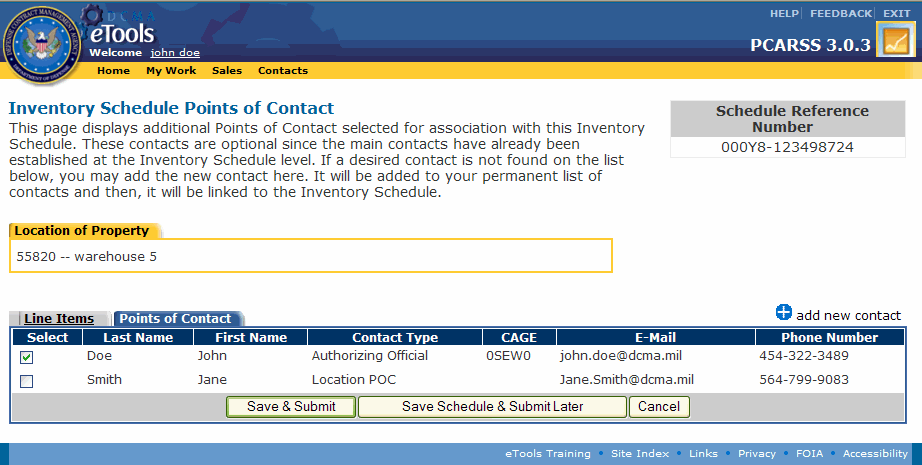 HELP FEEDBACK EXIT
DCMA
eTools
Welcome john doe
PCARSS 3.0.3
DEFENSE CONTRACT MANAGEMENT AGENCY
DEPARTMENT OF DEFENSE
Home My Work Sales Contacts
Inventory Schedule Points of Contact
This page displays additional Points of Contact selected for association with this Inventory
Schedule. These contacts are optional since the main contacts have already been
established at the Inventory Schedule level. If a desired contact is not found on the list
below, you may add the new contact here. It will be added to your permanent list of
contacts and then, it will be linked to the Inventory Schedule.
Schedule Reference
Number
000Y8-123498724
Location of Property
55820 -- warehouse 5
Line Items Points of Contact add new contact
Select Last Name First Name Contact Type CAGE E-Mail Phone Number
Doe John Authorizing Official 0SEW0 john.doe@dcma.mil 454-322-3489
Smith Jane Location POC Jane.Smith@dcma.mil 564-799-9083
Save & Submit Save Schedule & Submit Later Cancel
eTools Training • Site Index • Links • Privacy • FOIA • Accessibility